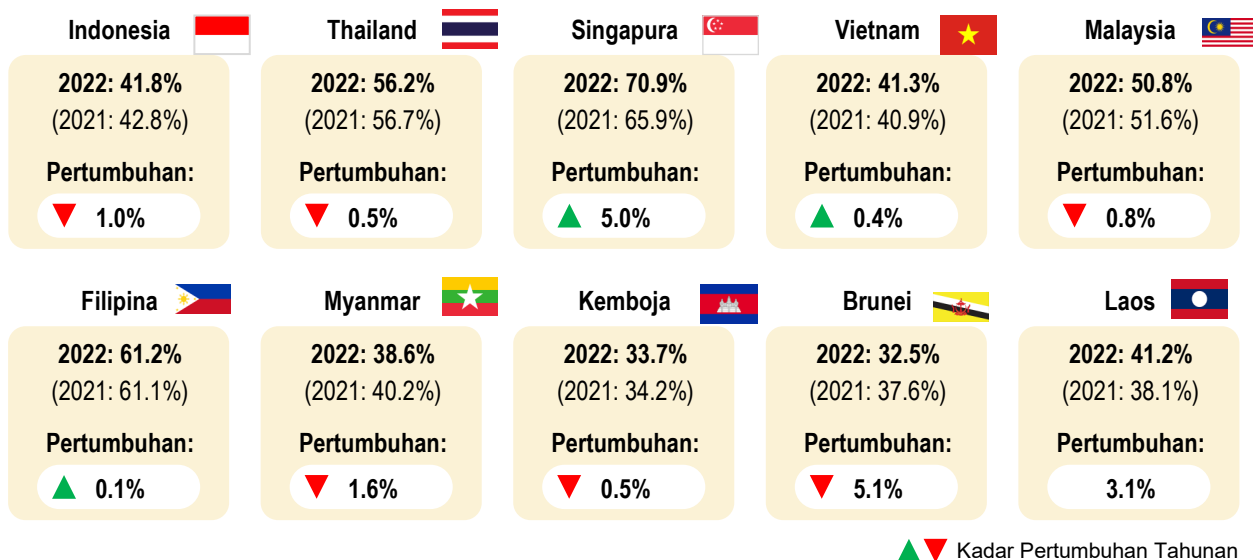 Indonesia
2022: 41.8%
(2021: 42.8%)
Pertumbuhan:
1.0%
Thailand
2022: 56.2%
(2021: 56.7%)
Pertumbuhan:
0.5%
Singapura
2022: 70.9%
(2021: 65.9%)
Pertumbuhan:
5.0%
Vietnam
2022: 41.3%
(2021: 40.9%)
Pertumbuhan:
0.4%
Malaysia
2022: 50.8%
(2021: 51.6%)
Pertumbuhan:
0.8%
Filipina
2022: 61.2%
(2021: 61.1%)
Pertumbuhan:
0.1%
Myanmar
2022: 38.6%
(2021: 40.2%)
Pertumbuhan:
1.6%
Kemboja
2022: 33.7%
(2021: 34.2%)
Pertumbuhan:
0.5%
Brunei
2022: 32.5%
(2021: 37.6%)
Pertumbuhan:
5.1%
Laos
2022: 41.2%
(2021: 38.1%)
Pertumbuhan:
3.1%
Kadar Pertumbuhan Tahunan